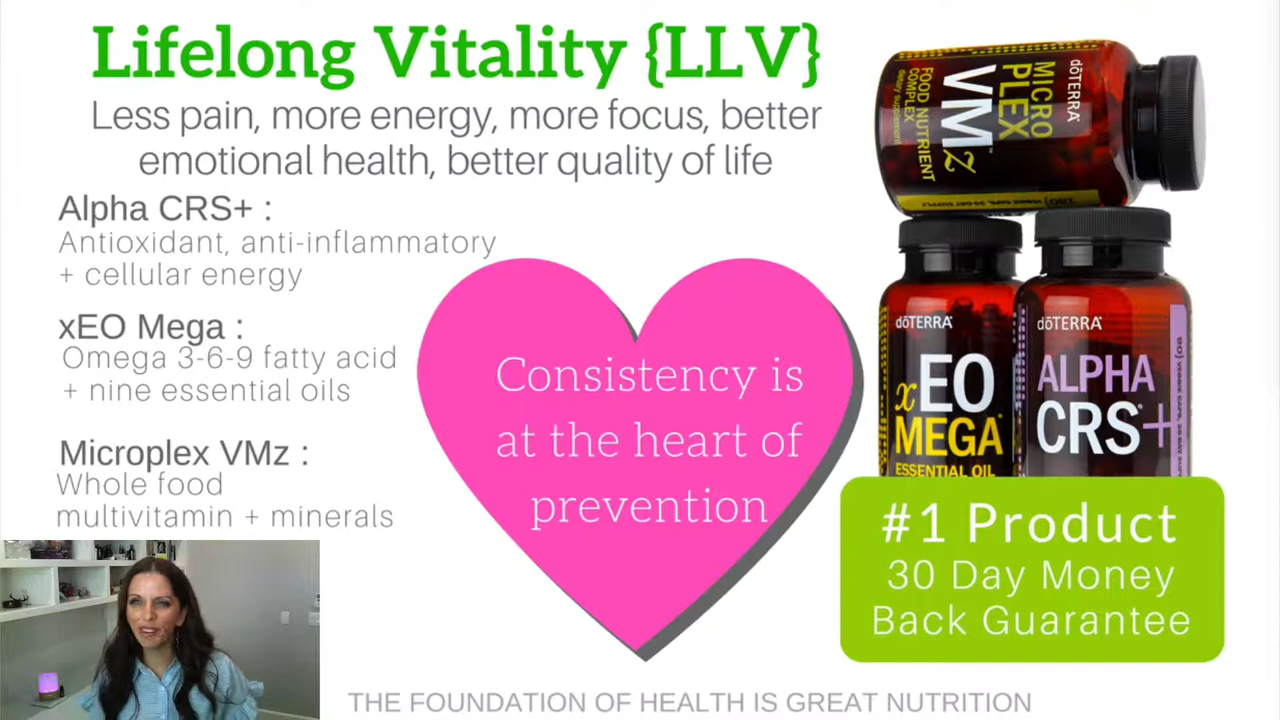 Lifelong Vitality {LLV}
Less pain, more energy, more focus, better
emotional health, better quality of life
Alpha CRS+ :
Antioxidant, anti-inflammatory
+ cellular energy
xEO Mega :
Omega 3-6-9 fatty acid
+ nine essential oils
Microplex VMz :
Whole food
multivitamin + minerals
Consistency is
at the heart of
prevention
dōTERRA
MICRO
PLEX
VMz
FOOD NUTRIENT
COMPLEX
dietary supplement
dōTERRA
xEO
MEGA
ESSENTIAL OIL
dōTERRA
ALPHA
CRS+
#1 Product
30 Day Money
Back Guarantee
THE FOUNDATION OF HEALTH IS GREAT NUTRITION